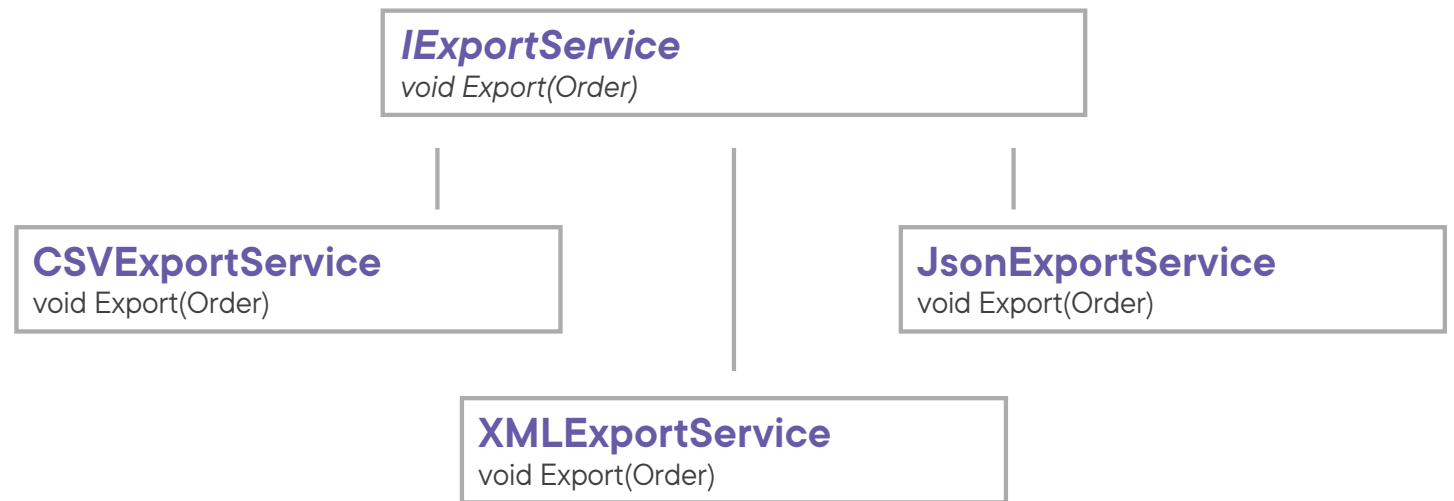 IExportService
void Export(Order)
CSVExportService
void Export(Order)
JsonExportService
void Export(Order)
XMLExportService
void Export(Order)